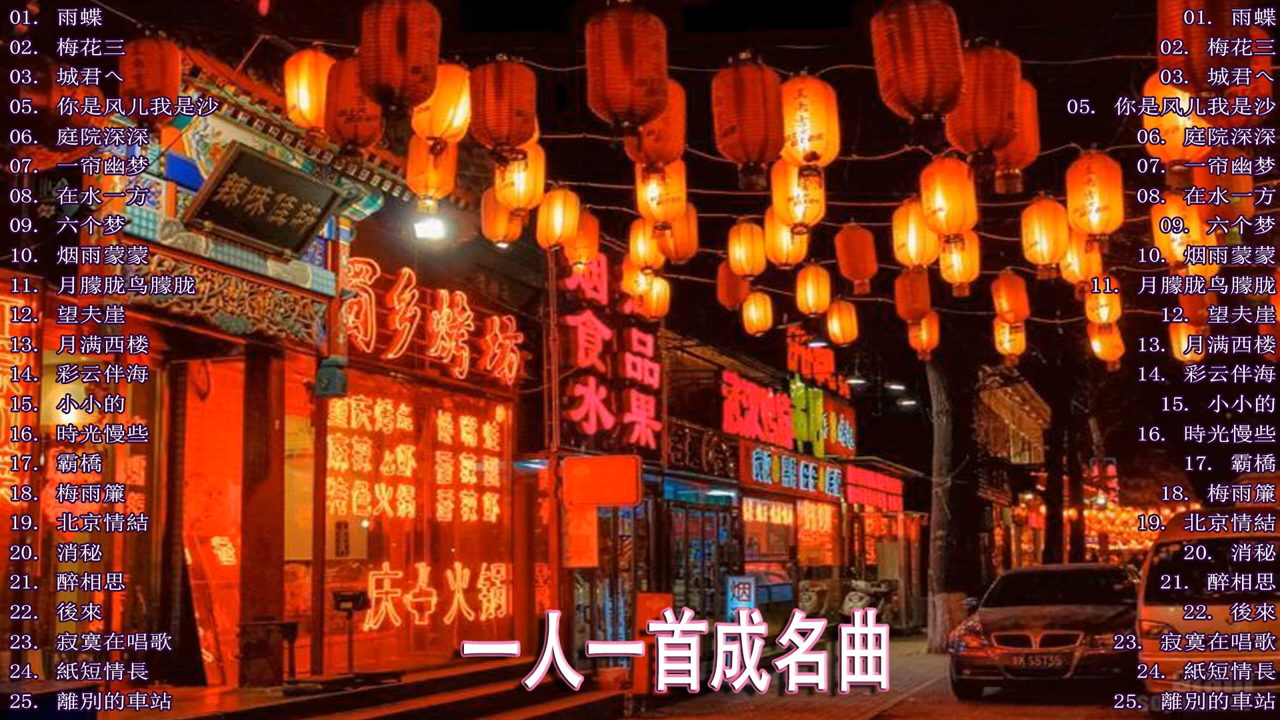 01. 雨蝶
02. 梅花三
03. 城君へ
05. 你是风儿我是沙
06. 庭院深深
07. 一帘幽梦
08. 在水一方
09. 六个梦
10. 烟雨蒙蒙
11. 月朦胧鸟朦胧
12. 望夫崖
13. 月满西楼
14. 彩云伴海
15. 小小的
16. 時光慢些
17. 霸橋
18. 梅雨簾
19. 北京情結
20. 消秘
21. 醉相思
22. 後來
23. 寂寞在唱歌
24. 紙短情長
25. 離別的車站
蜀乡烤坊
烟
食品
水果
特色火锅
火锅
烟
一人一首成名曲
01. 雨蝶
02. 梅花三
03. 城君へ
05. 你是风儿我是沙
06. 庭院深深
07. 一帘幽梦
08. 在水一方
09. 六个梦
10. 烟雨蒙蒙
11. 月朦胧鸟朦胧
12. 望夫崖
13. 月满西楼
14. 彩云伴海
15. 小小的
16. 時光慢些
17. 霸橋
18. 梅雨簾
19. 北京情結
20. 消秘
21. 醉相思
22. 後來
23. 寂寞在唱歌
24. 紙短情長
25. 離別的車站